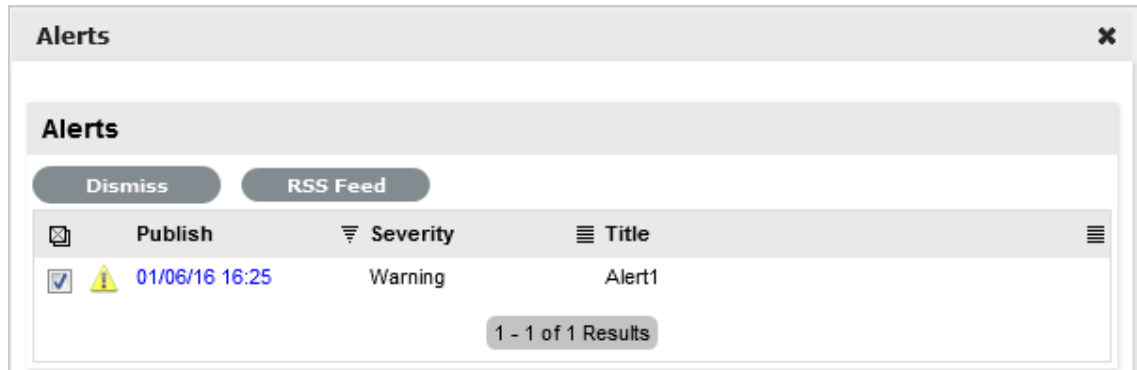 Alerts
Alerts
Dismiss RSS Feed
Publish Severity Title
01/06/16 16:25 Warning Alert1
1 - 1 of 1 Results